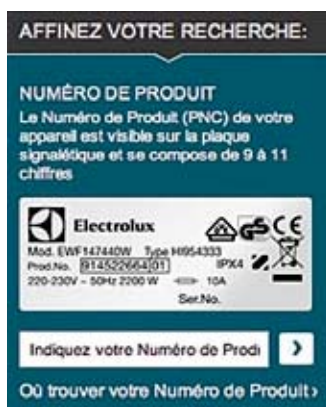 AFFINEZ VOTRE RECHERCHE:
NUMÉRO DE PRODUIT
Le Numéro de Produit (PNC) de votre
appareil est visible sur la plaque
signalétique et se compose de 9 à 11
chiffres
Electrolux
Mod. EWF147440W Type HI954333
Prod.No. 914522664 01 IPX4
220-230V ~ 50Hz 2200 W 10A
Ser.No.
Indiquez votre Numéro de Prod
Où trouver votre Numéro de Produit ›